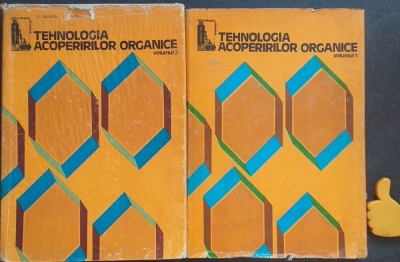 TEHNOLOGIA
ACOPERIRILOR ORGANICE
volumul 2
TEHNOLOGIA
ACOPERIRILOR ORGANICE
volumul 1